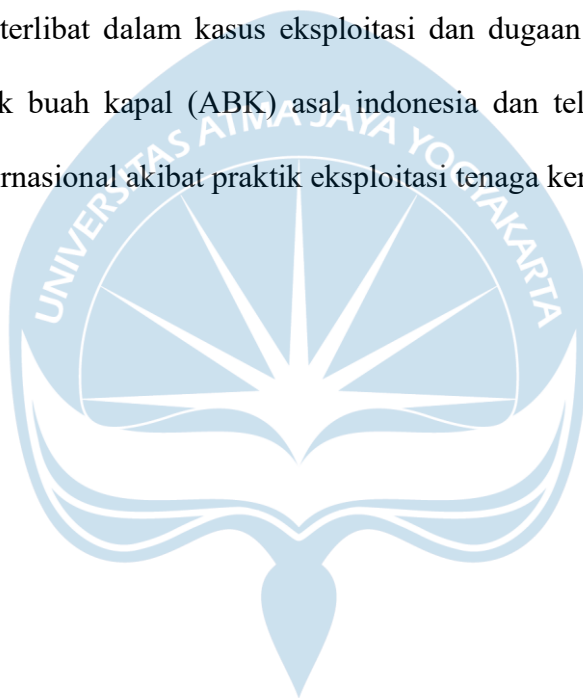 terlibat dalam kasus eksploitasi dan dugaan
k buah kapal (ABK) asal indonesia dan tel
UNIVERSITAS ATMA JAYA YOGYAKARTA
rnasional akibat praktik eksploitasi tenaga ker